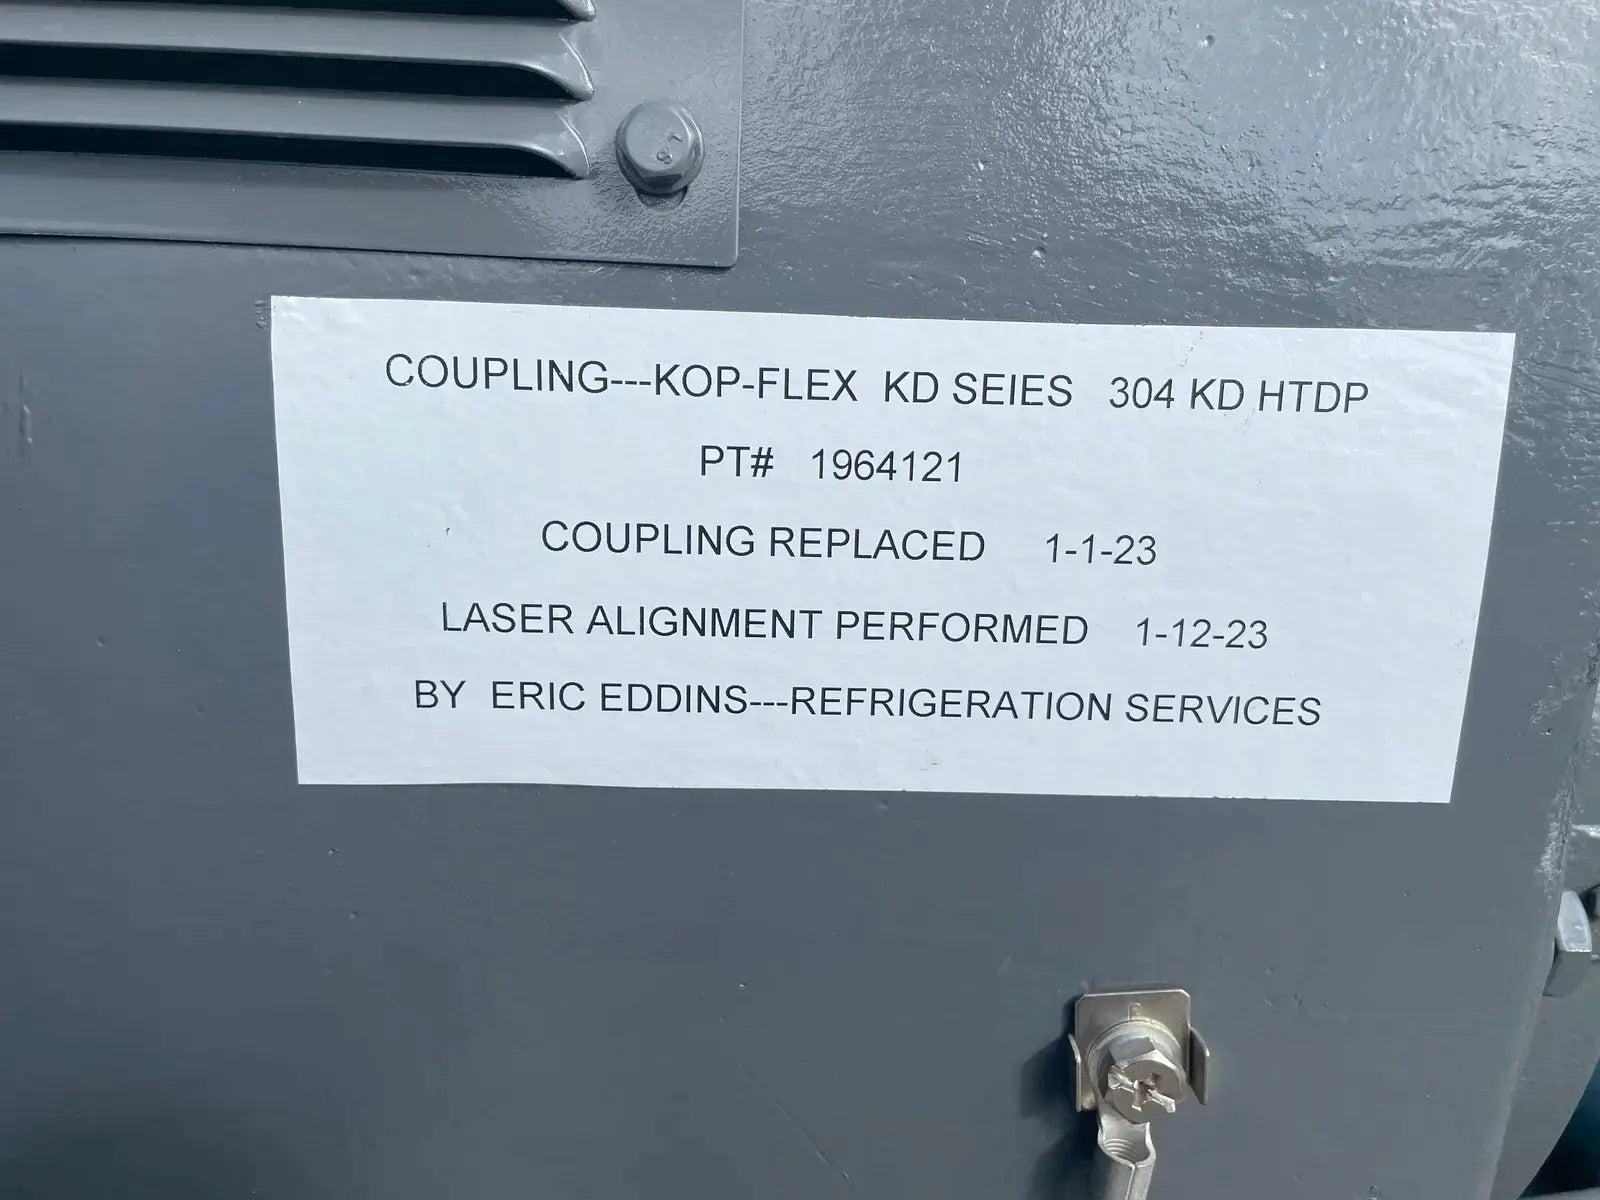 COUPLING---KOP-FLEX KD SEIES 304 KD HTDP
PT# 1964121
COUPLING REPLACED 1-1-23
LASER ALIGNMENT PERFORMED 1-12-23
BY ERIC EDDINS---REFRIGERATION SERVICES